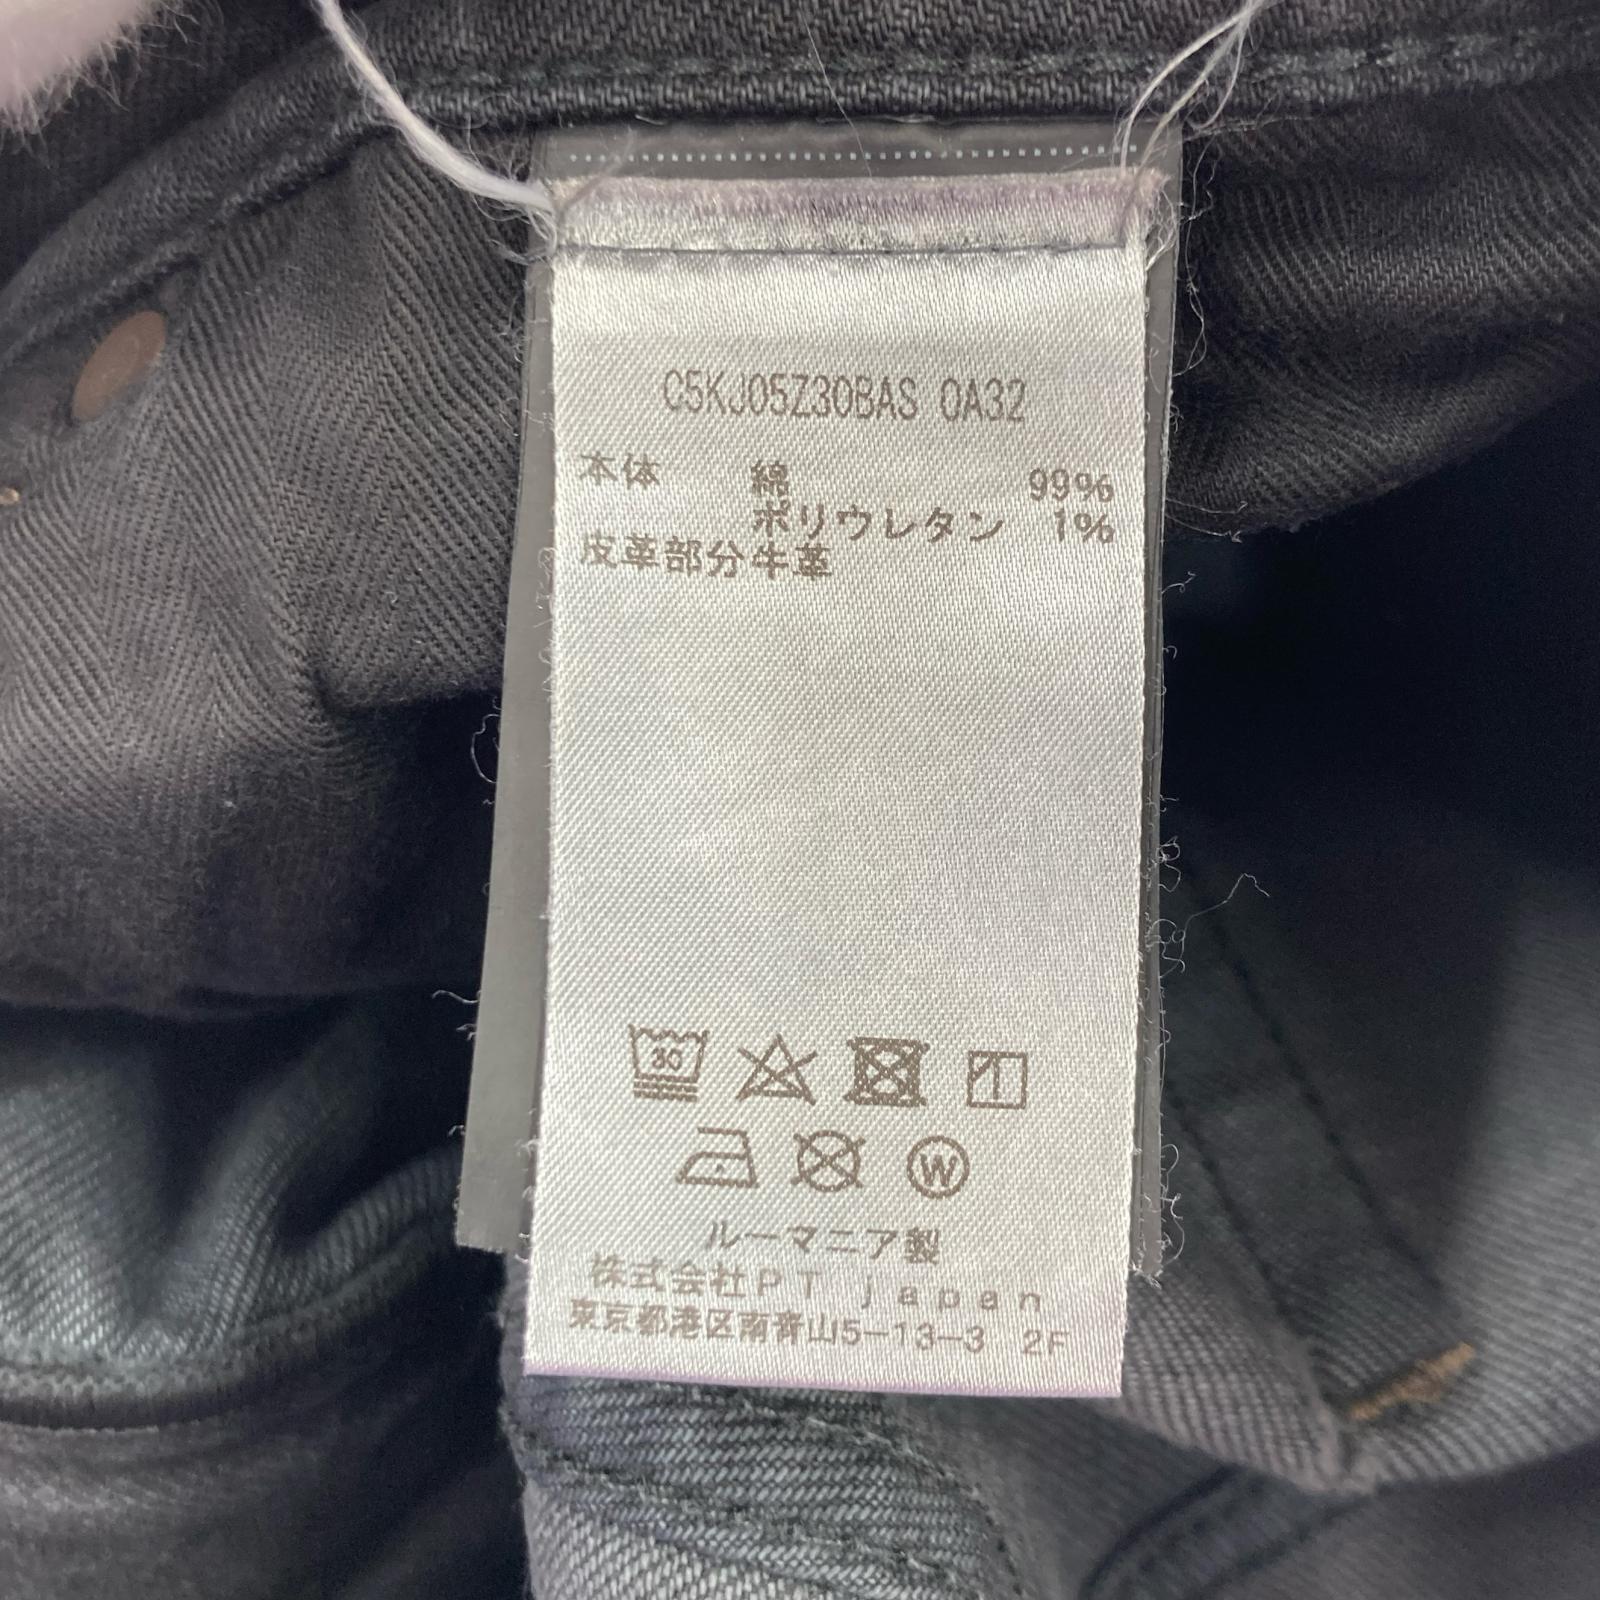 C5KJ05Z30BAS 0A32
本体 綿 99%
ポリウレタン 1%
皮革部分牛革
30
W
ルーマニア製
株式会社PT japan
東京都港区南青山5-13-3 2F